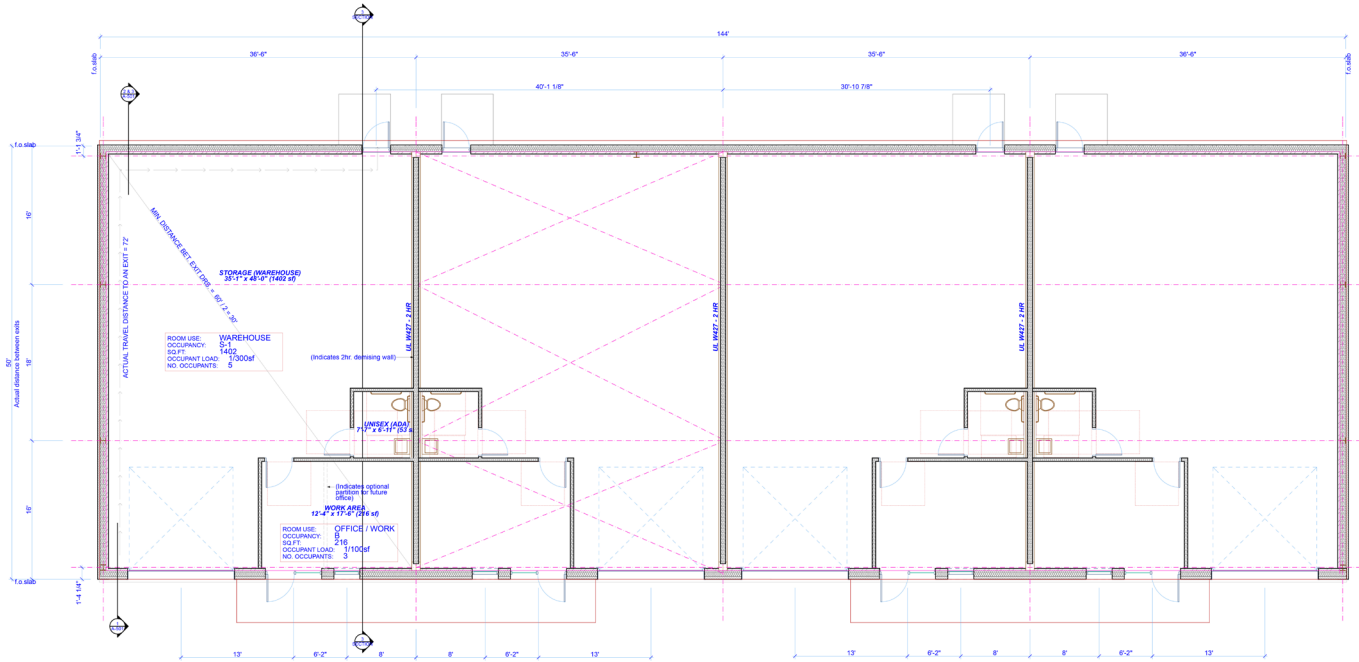 144'
36'-6"
35'-6"
35'-6"
36'-6"
f.o.slab
f.o.slab
40'-1 1/8"
30'-10 7/8"
f.o.slab
1'-1 3/4"
16'
18'
16'
50'
Actual distance between exits
f.o.slab
1'-4 1/4"
ACTUAL TRAVEL DISTANCE TO AN EXIT = 72'
MIN. DISTANCE BET. EXIT DRS. = 60' / 2 = 30'
STORAGE (WAREHOUSE)
35'-1" x 48'-0" (1402 sf)
ROOM USE: WAREHOUSE
OCCUPANCY: S-1
SQ.FT: 1402
OCCUPANT LOAD: 1/300sf
NO. OCCUPANTS: 5
UL W427 - 2 HR
UL W427 - 2 HR
UL W427 - 2 HR
(Indicates 2hr. demising wall)
UNISEX (ADA)
7'-7" x 6'-11" (53 s
(Indicates optional
partition for future
office)
WORK AREA
12'-4" x 17'-6" (216 sf)
ROOM USE: OFFICE / WORK
OCCUPANCY: B
SQ.FT: 216
OCCUPANT LOAD: 1/100sf
NO. OCCUPANTS: 3
13'
6'-2"
8'
8'
6'-2"
13'
13'
6'-2"
8'
8'
6'-2"
13'